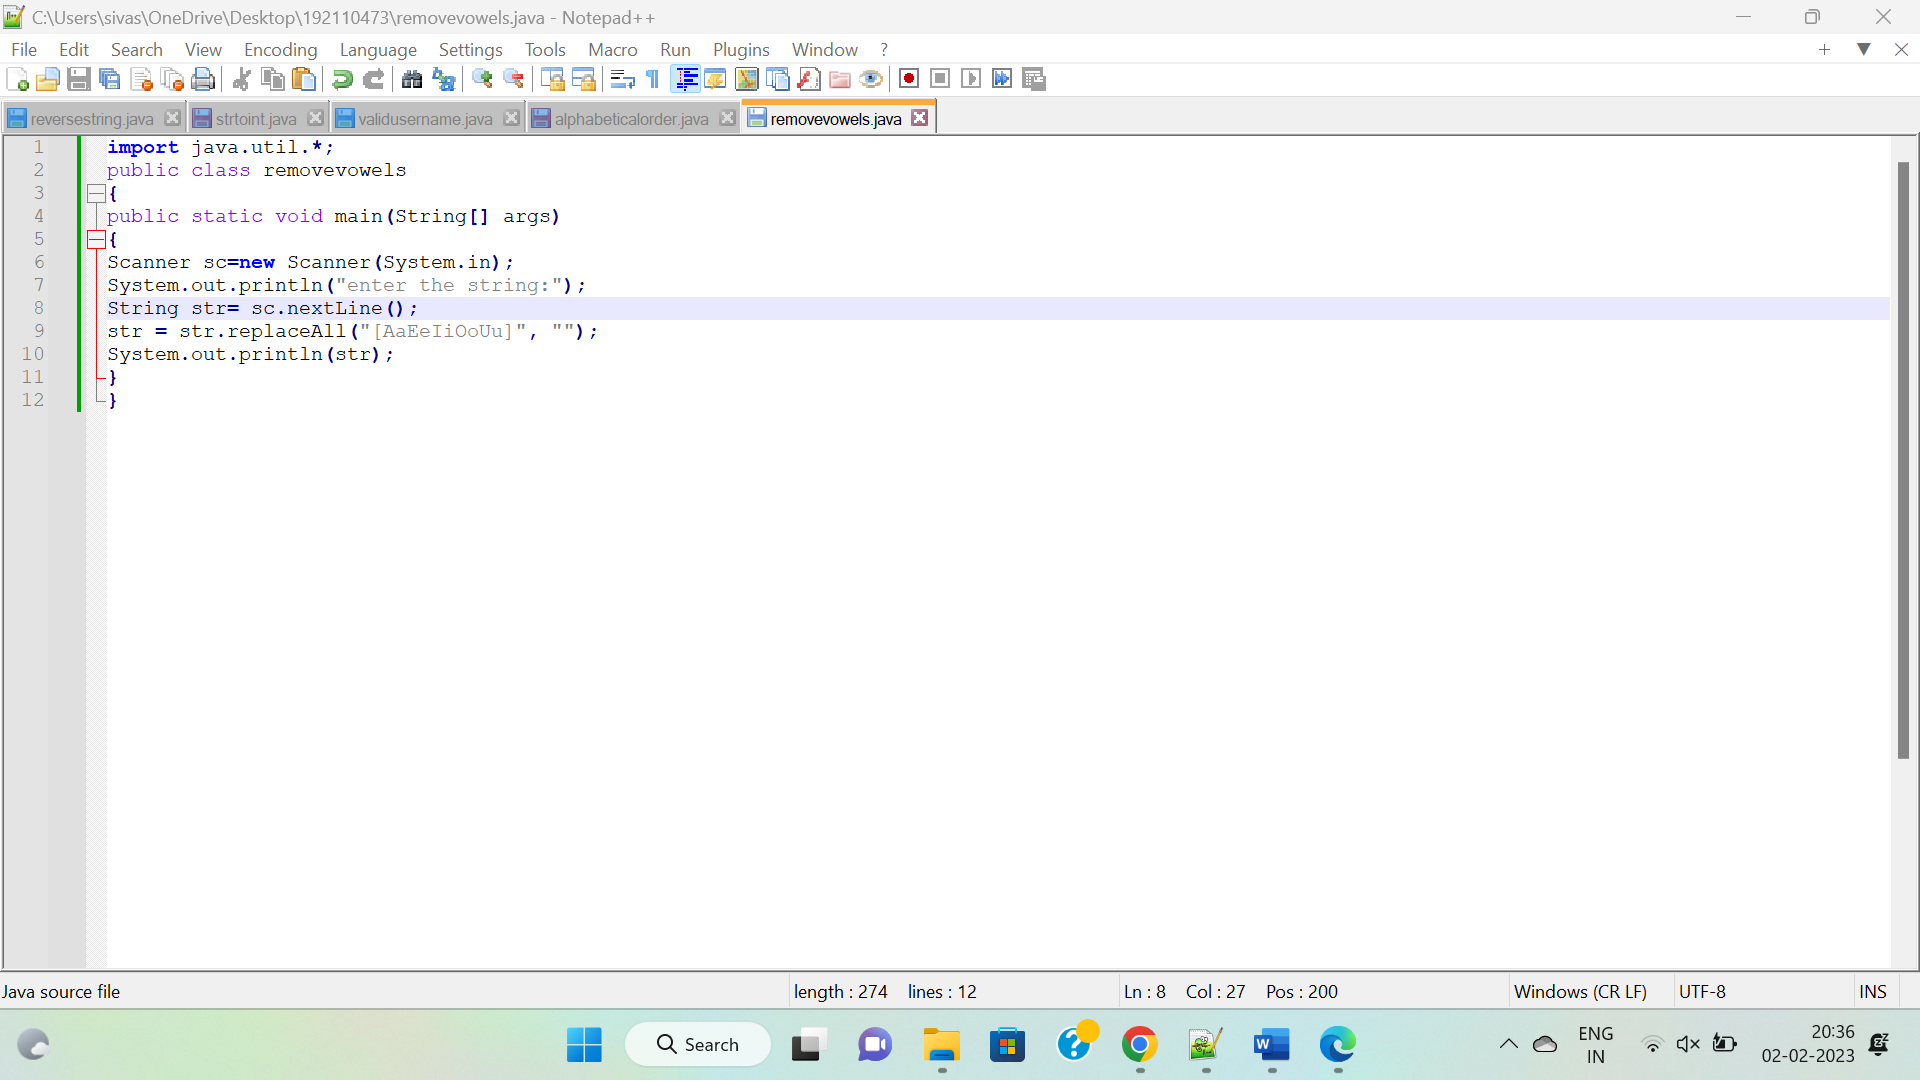 C:\Users\sivas\OneDrive\Desktop\192110473\removevowels.java - Notepad++
File Edit Search View Encoding Language Settings Tools Macro Run Plugins Window ?
reversestring.java strtoint.java validusername.java alphabeticalorder.java removevowels.java
1 import java.util.*;
2 public class removevowels
3 {
4 public static void main(String[] args)
5 {
6 Scanner sc=new Scanner(System.in);
7 System.out.println("enter the string:");
8 String str= sc.nextLine();
9 str = str.replaceAll("[AaEeIiOoUu]", "");
10 System.out.println(str);
11 }
12 }
Java source file length : 274 lines : 12 Ln : 8 Col : 27 Pos : 200 Windows (CR LF) UTF-8 INS
Search
ENG
IN
20:36
02-02-2023